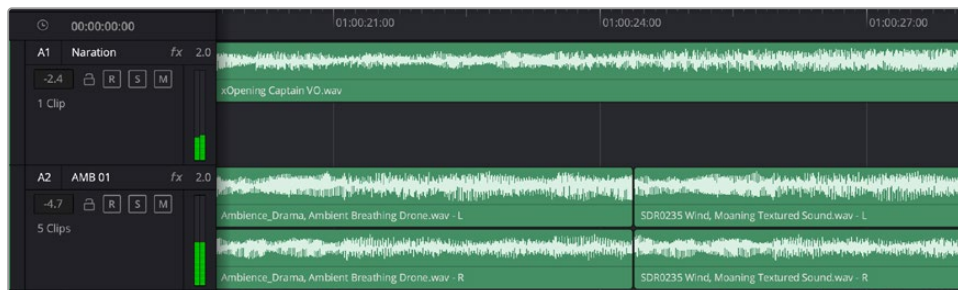 00:00:00:00 01:00:21:00 01:00:24:00 01:00:27:00
A1 Naration fx 2.0
-2.4 R S M
xOpening Captain VO.wav
1 Clip
A2 AMB 01 fx 2.0
-4.7 R S M
Ambience_Drama, Ambient Breathing Drone.wav - L SDR0235 Wind, Moaning Textured Sound.wav - L
5 Clips
Ambience_Drama, Ambient Breathing Drone.wav - R SDR0235 Wind, Moaning Textured Sound.wav - R